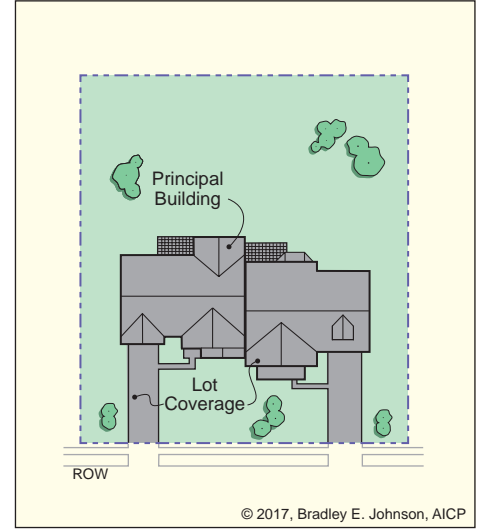 Principal
Building
Lot
Coverage
ROW
© 2017, Bradley E. Johnson, AICP